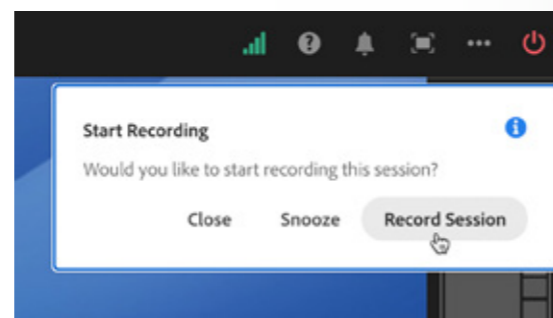 Start Recording
Would you like to start recording this session?
Close Snooze Record Session